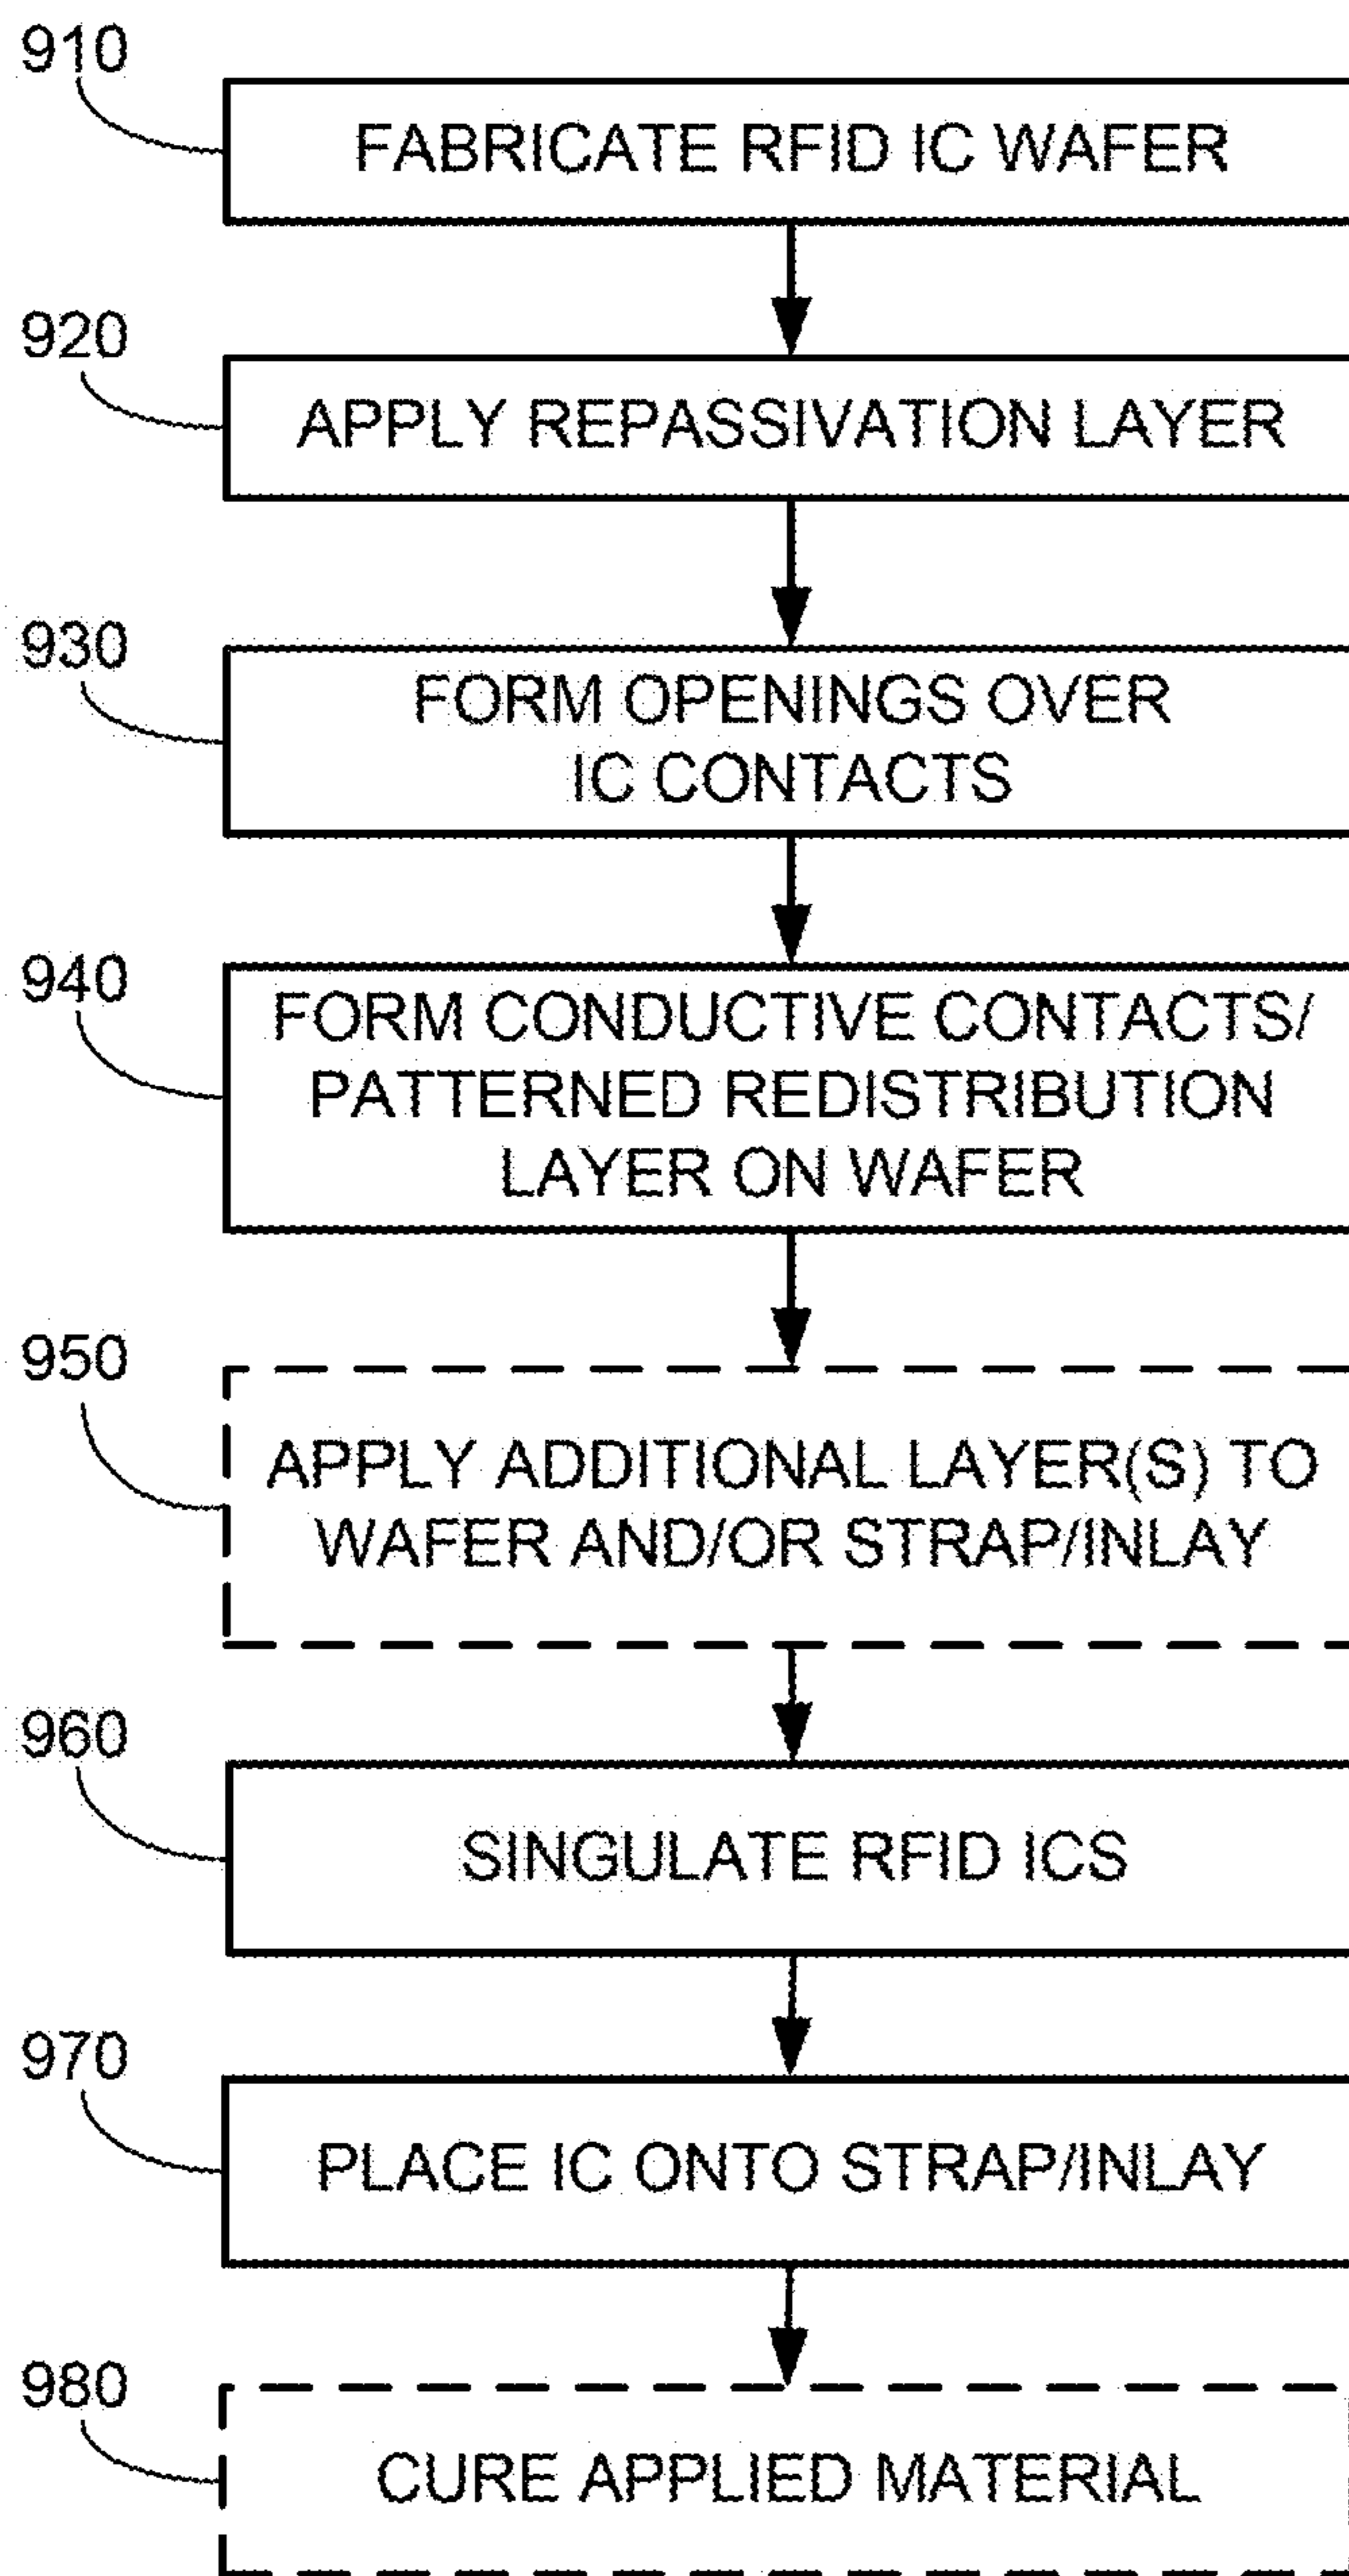 910
FABRICATE RFID IC WAFER
920
APPLY REPASSIVATION LAYER
930
FORM OPENINGS OVER
IC CONTACTS
940
FORM CONDUCTIVE CONTACTS/
PATTERNED REDISTRIBUTION
LAYER ON WAFER
950
APPLY ADDITIONAL LAYER(S) TO
WAFER AND/OR STRAP/INLAY
960
SINGULATE RFID ICS
970
PLACE IC ONTO STRAP/INLAY
980
CURE APPLIED MATERIAL